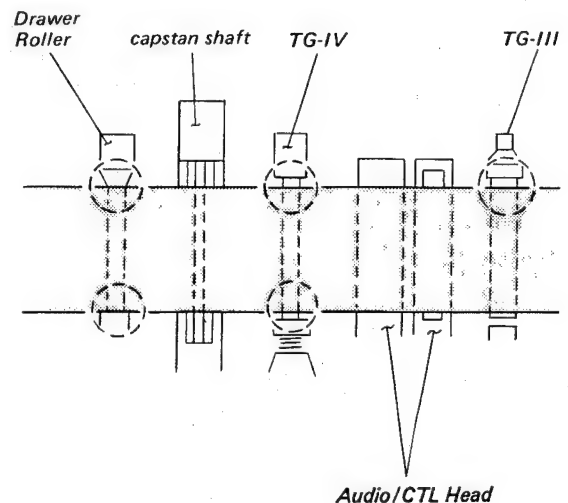 Drawer
Roller
capstan shaft
TG-IV
TG-III
Audio/CTL Head